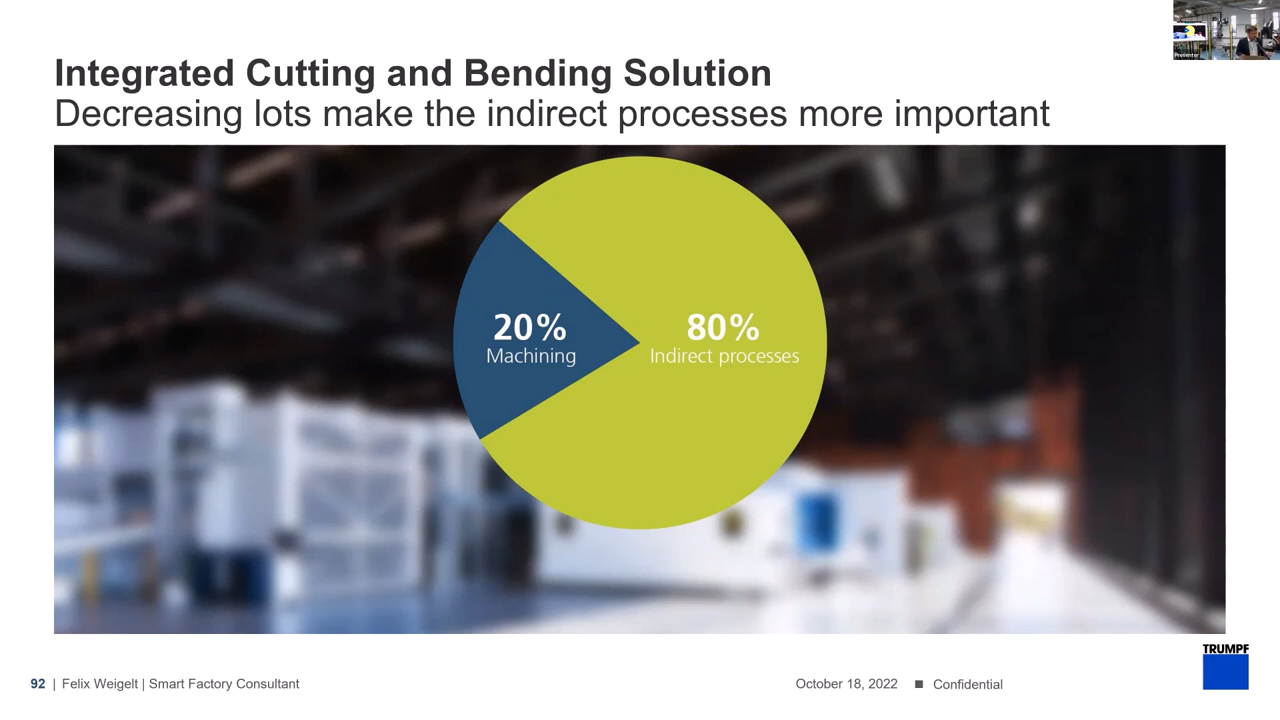 Integrated Cutting and Bending Solution
Decreasing lots make the indirect processes more important
20%
Machining
80%
Indirect processes
Presenter
TRUMPF
92 | Felix Weigelt | Smart Factory Consultant
October 18, 2022 ■ Confidential